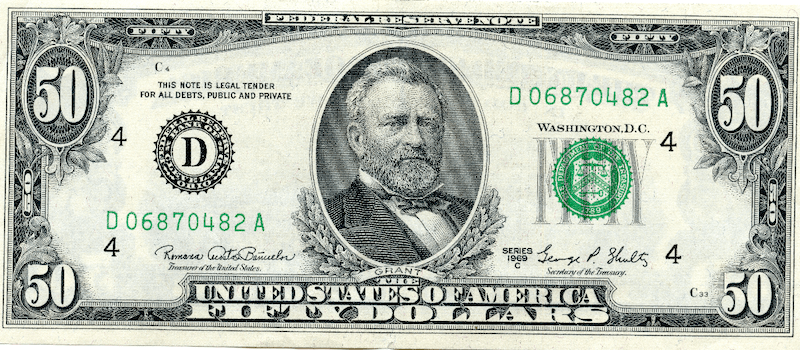 FEDERAL RESERVE NOTE
FIFTY
FIFTY
50
50
C4
THIS NOTE IS LEGAL TENDER
FOR ALL DEBTS, PUBLIC AND PRIVATE
D 06870482 A
WASHINGTON, D.C.
4
4
D
D 06870482 A
4
4
Romana Acosta Bañuelos
Treasurer of the United States.
SERIES
1969
C
George P. Shultz
Secretary of the Treasury.
GRANT
50
50
C33
THE
UNITED STATES OF AMERICA
FIFTY DOLLARS